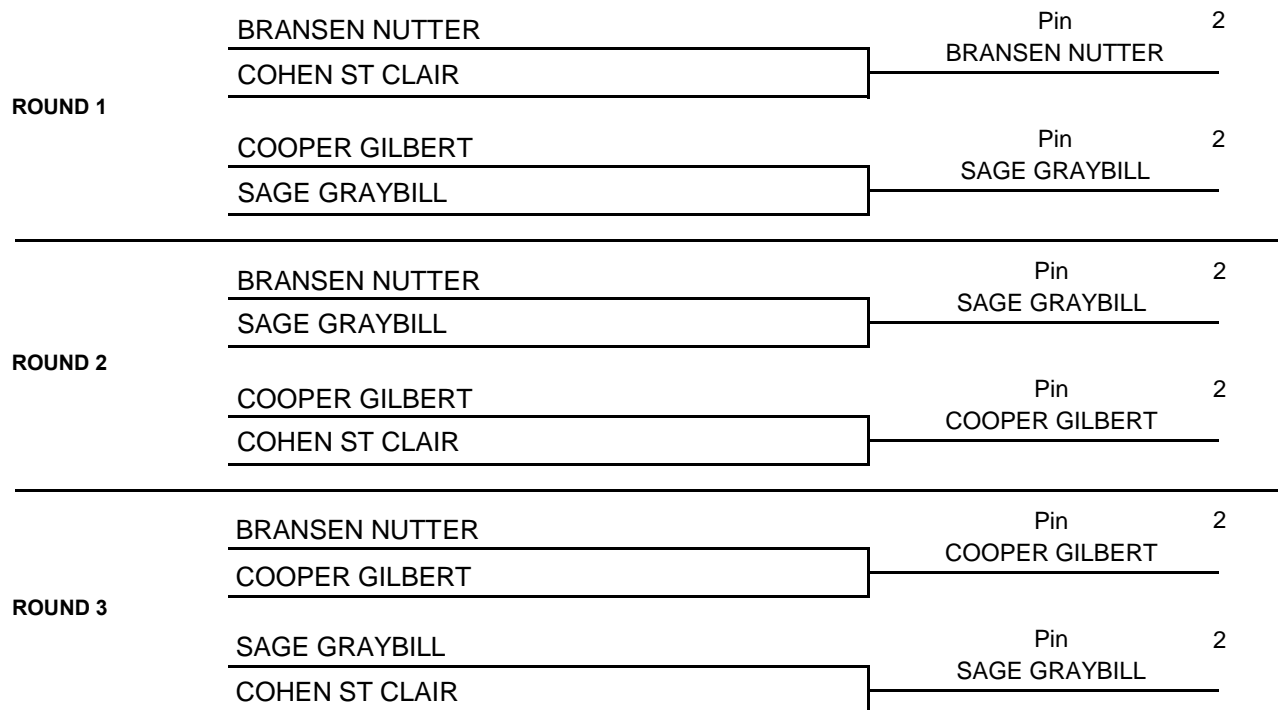 BRANSEN NUTTER
COHEN ST CLAIR
Pin 2
BRANSEN NUTTER
ROUND 1
COOPER GILBERT
SAGE GRAYBILL
Pin 2
SAGE GRAYBILL
BRANSEN NUTTER
SAGE GRAYBILL
Pin 2
SAGE GRAYBILL
ROUND 2
COOPER GILBERT
COHEN ST CLAIR
Pin 2
COOPER GILBERT
BRANSEN NUTTER
COOPER GILBERT
Pin 2
COOPER GILBERT
ROUND 3
SAGE GRAYBILL
COHEN ST CLAIR
Pin 2
SAGE GRAYBILL